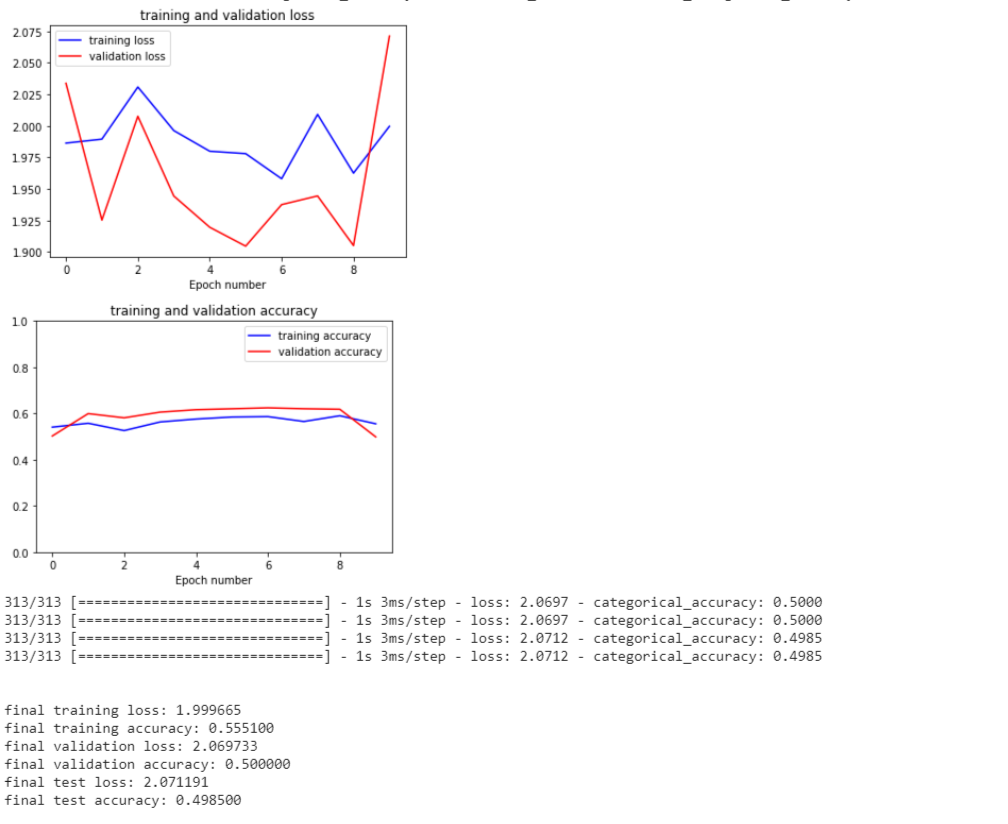 training and validation loss
2.075
2.050
2.025
2.000
1.975
1.950
1.925
1.900
training loss
validation loss
0 2 4 6 8
Epoch number
training and validation accuracy
1.0
0.8
0.6
0.4
0.2
0.0
training accuracy
validation accuracy
0 2 4 6 8
Epoch number
313/313 [==============================] - 1s 3ms/step - loss: 2.0697 - categorical_accuracy: 0.5000
313/313 [==============================] - 1s 3ms/step - loss: 2.0697 - categorical_accuracy: 0.5000
313/313 [==============================] - 1s 3ms/step - loss: 2.0712 - categorical_accuracy: 0.4985
313/313 [==============================] - 1s 3ms/step - loss: 2.0712 - categorical_accuracy: 0.4985
final training loss: 1.999665
final training accuracy: 0.555100
final validation loss: 2.069733
final validation accuracy: 0.500000
final test loss: 2.071191
final test accuracy: 0.498500